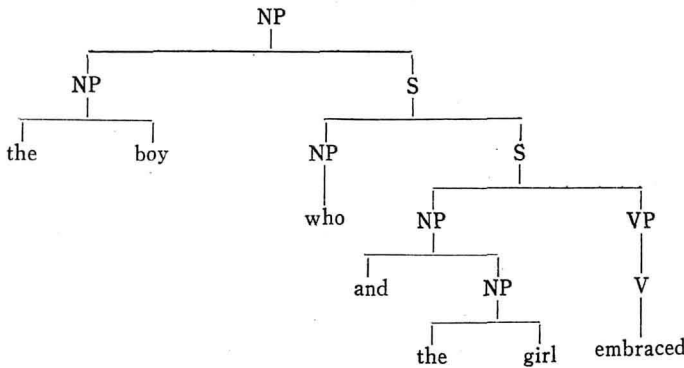 NP
NP S
the boy NP S
who NP VP
and NP V
the girl embraced